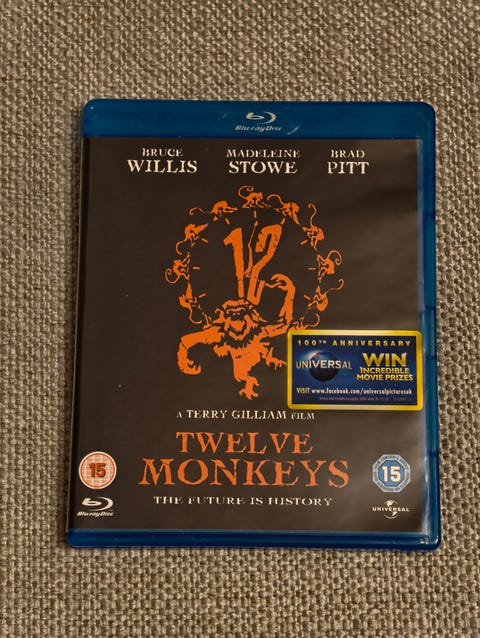 Blu-ray Disc
BRUCE WILLIS
MADELEINE STOWE
BRAD PITT
12
100TH ANNIVERSARY
UNIVERSAL
WIN
INCREDIBLE
MOVIE PRIZES
VISIT www.facebook.com/universalpicturesuk
A TERRY GILLIAM FILM
TWELVE
MONKEYS
15
15
THE FUTURE IS HISTORY
Blu-ray Disc
UNIVERSAL